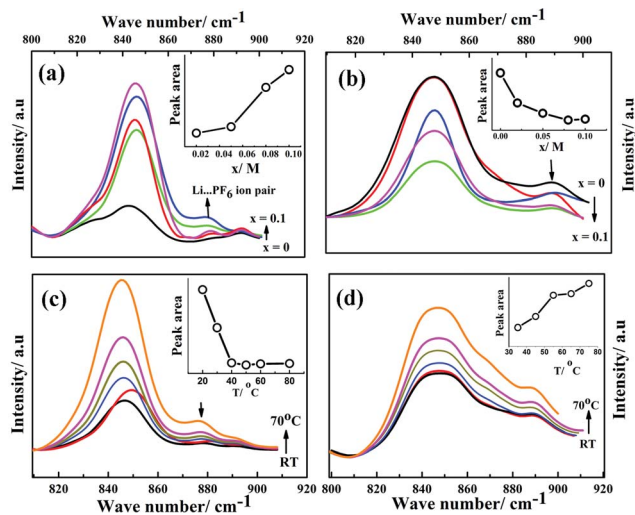 Wave number/ cm⁻¹
Wave number/ cm⁻¹
800 820 840 860 880 900
820 840 860 880 900
Intensity/ a.u
(a)
Peak area
0.02 0.04 0.06 0.08 0.10
x/ M
Li...PF₆ ion pair
x = 0.1
x = 0
(b)
Peak area
0.00 0.05 0.10
x/ M
x = 0
x = 0.1
Intensity/ a.u
Intensity/ a.u
(c)
Peak area
20 40 60 80
T/ °C
70°C
RT
(d)
Peak area
30 40 50 60 70 75
T/ °C
70°C
RT
Intensity/ a.u
820 840 860 880 900 920
800 820 840 860 880 900 920
Wave number/ cm⁻¹
Wave number/ cm⁻¹